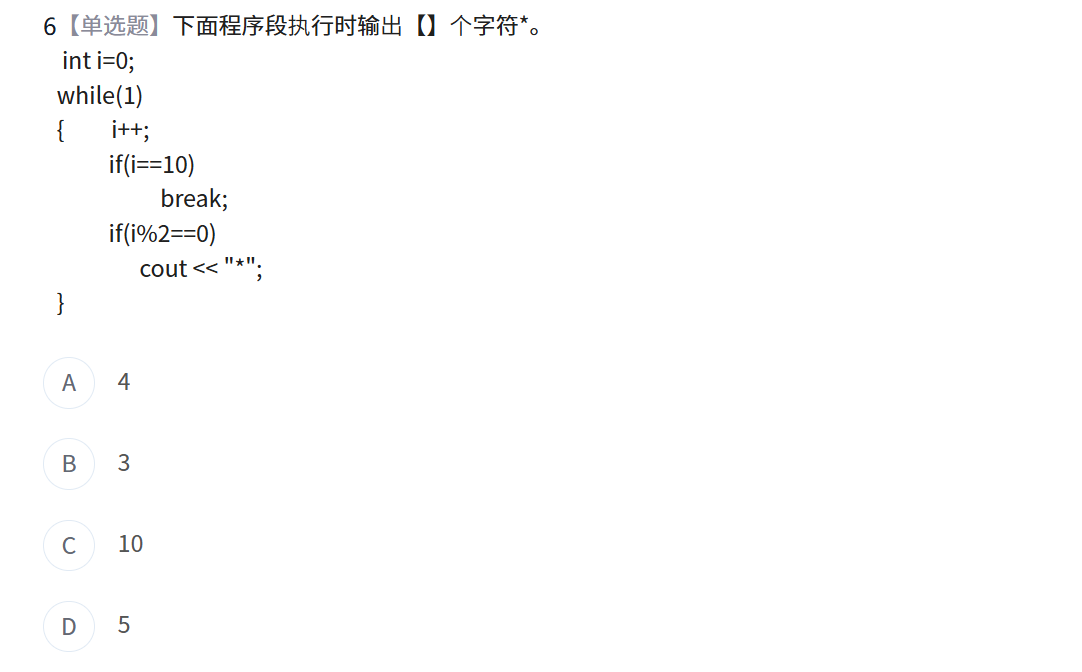 6【单选题】下面程序段执行时输出【】个字符*。
int i=0;
while(1)
{ i++;
if(i==10)
break;
if(i%2==0)
cout << "*";
}
A 4
B 3
C 10
D 5